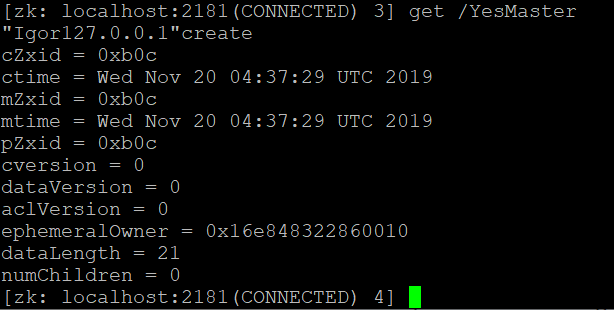 [zk: localhost:2181(CONNECTED) 3] get /YesMaster
"Igor127.0.0.1"create
cZxid = 0xb0c
ctime = Wed Nov 20 04:37:29 UTC 2019
mZxid = 0xb0c
mtime = Wed Nov 20 04:37:29 UTC 2019
pZxid = 0xb0c
cversion = 0
dataVersion = 0
aclVersion = 0
ephemeralOwner = 0x16e848322860010
dataLength = 21
numChildren = 0
[zk: localhost:2181(CONNECTED) 4]